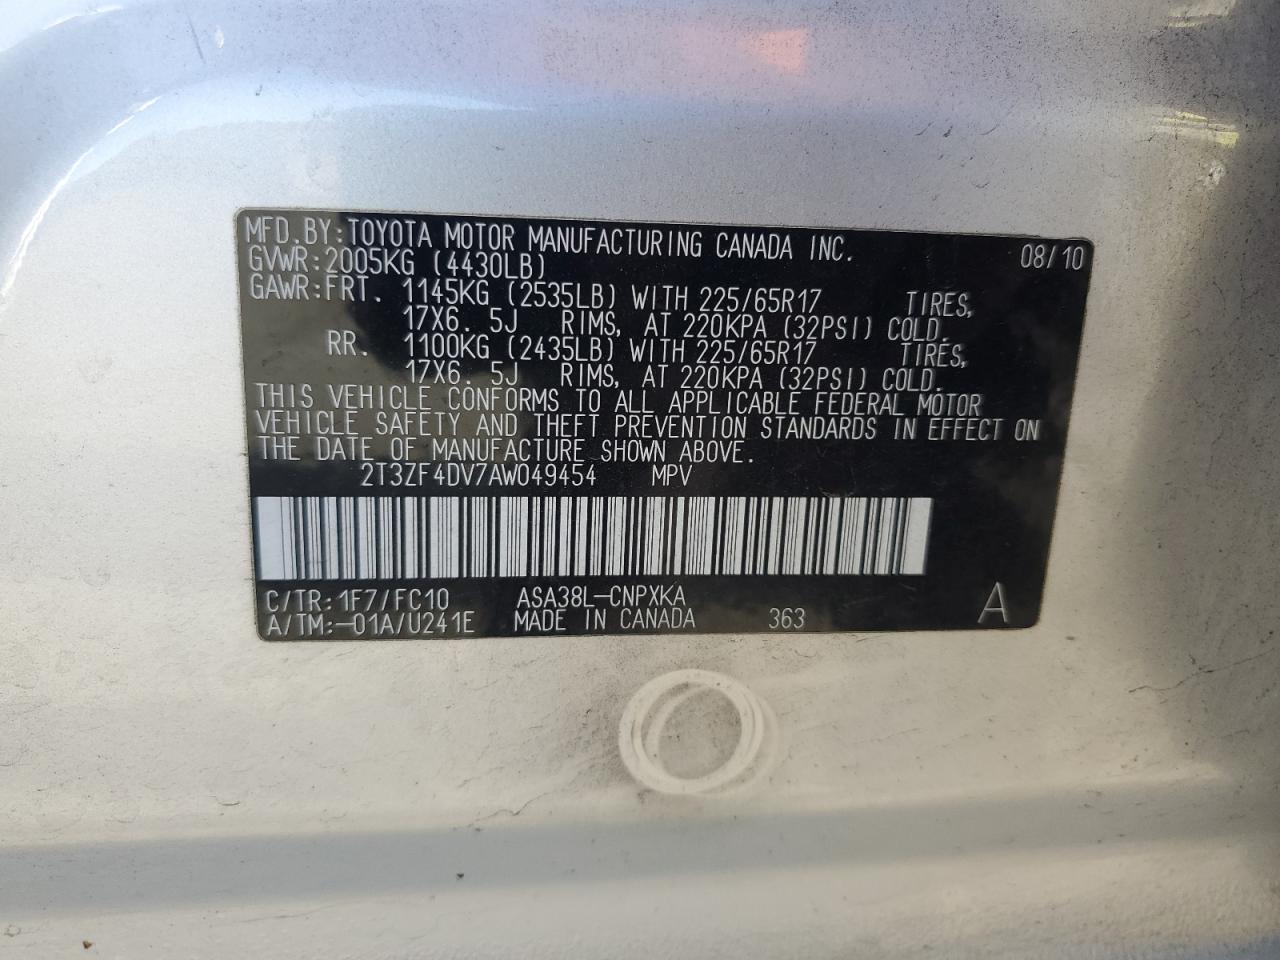 MFD.BY:TOYOTA MOTOR MANUFACTURING CANADA INC. 08/10
GVWR:2005KG (4430LB)
GAWR:FRT. 1145KG (2535LB) WITH 225/65R17 TIRES,
17X6. 5J RIMS, AT 220KPA (32PSI) COLD.
RR. 1100KG (2435LB) WITH 225/65R17 TIRES,
17X6. 5J RIMS, AT 220KPA (32PSI) COLD.
THIS VEHICLE CONFORMS TO ALL APPLICABLE FEDERAL MOTOR
VEHICLE SAFETY AND THEFT PREVENTION STANDARDS IN EFFECT ON
THE DATE OF MANUFACTURE SHOWN ABOVE.
2T3ZF4DV7AW049454 MPV
C/TR:1F7/FC10 ASA38L-CNPXKA A
A/TM:-01A/U241E MADE IN CANADA 363